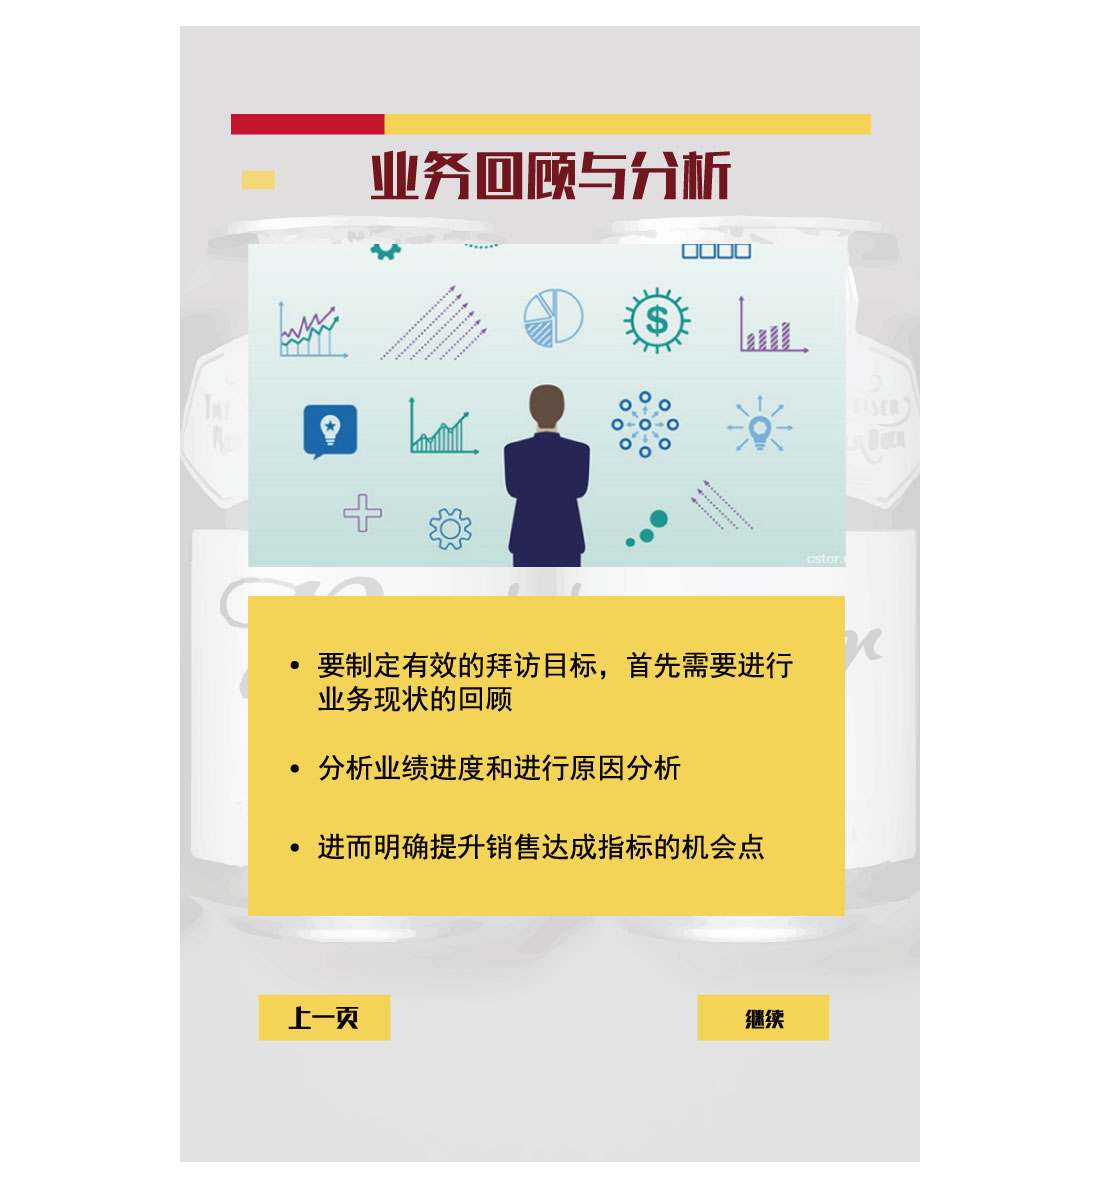 业务回顾与分析
$
cstor.c
• 要制定有效的拜访目标，首先需要进行
业务现状的回顾
• 分析业绩进度和进行原因分析
• 进而明确提升销售达成指标的机会点
上一页
继续